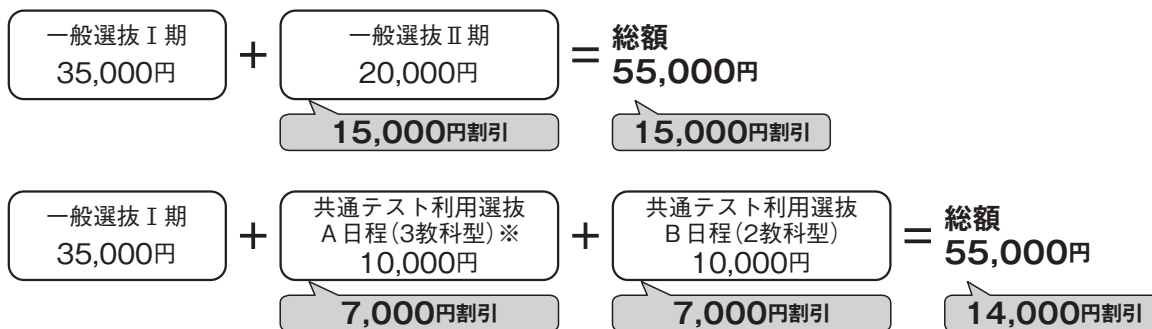 一般選抜Ⅰ期
35,000円
+
一般選抜Ⅱ期
20,000円
=
総額
55,000円
15,000円割引
15,000円割引
一般選抜Ⅰ期
35,000円
+
共通テスト利用選抜
A日程(3教科型)※
10,000円
+
共通テスト利用選抜
B日程(2教科型)
10,000円
=
総額
55,000円
7,000円割引
7,000円割引
14,000円割引